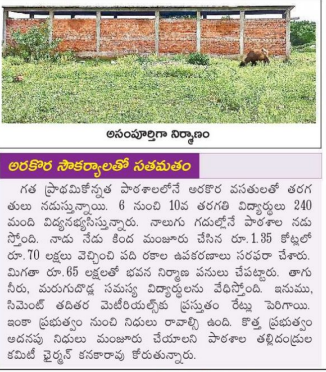 అసంపూర్తిగా నిర్మాణం
అరకొర సౌకర్యాలతో సతమతం
గత ప్రాథమికోన్నత పాఠశాలలోనే అరకొర వసతులతో తరగ
తులు నడుస్తున్నాయి. 6 నుంచి 10వ తరగతి విద్యార్థులు 240
మంది విద్యనభ్యసిస్తున్నారు. నాలుగు గదుల్లోనే పాఠశాల నడు
స్తోంది. నాడు నేడు కింద మంజూరు చేసిన రూ.1.35 కోట్లలో
రూ.70 లక్షలు వెచ్చించి పది రకాల ఉపకరణాలు సరఫరా చేశారు.
మిగతా రూ.65 లక్షలతో భవన నిర్మాణ పనులు చేపట్టారు. తాగు
నీరు, మరుగుదొడ్ల సమస్య విద్యార్థులను వేధిస్తోంది. ఇనుము,
సిమెంట్ తదితర మెటీరియల్స్‌కు ప్రస్తుతం రేట్లు పెరిగాయి.
ఇంకా ప్రభుత్వం నుంచి నిధులు రావాల్సి ఉంది. కొత్త ప్రభుత్వం
అదనపు నిధులు మంజూరు చేయాలని పాఠశాల తల్లిదండ్రుల
కమిటీ ఛైర్మన్ కనకారావు కోరుతున్నారు.